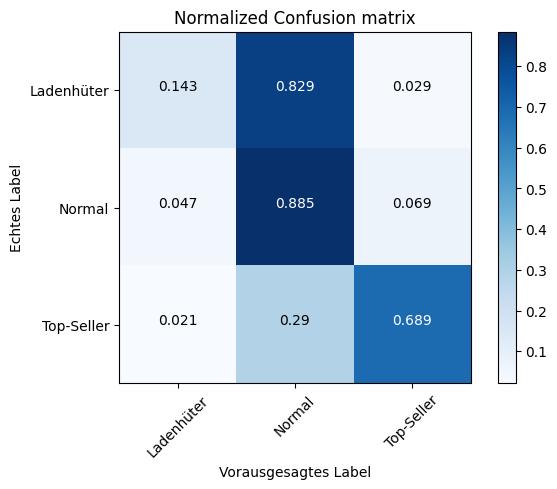 Normalized Confusion matrix
Echtes Label
Ladenhüter 0.143 0.829 0.029
Normal 0.047 0.885 0.069
Top-Seller 0.021 0.29 0.689
Ladenhüter Normal Top-Seller
Vorausgesagtes Label
0.8
0.7
0.6
0.5
0.4
0.3
0.2
0.1